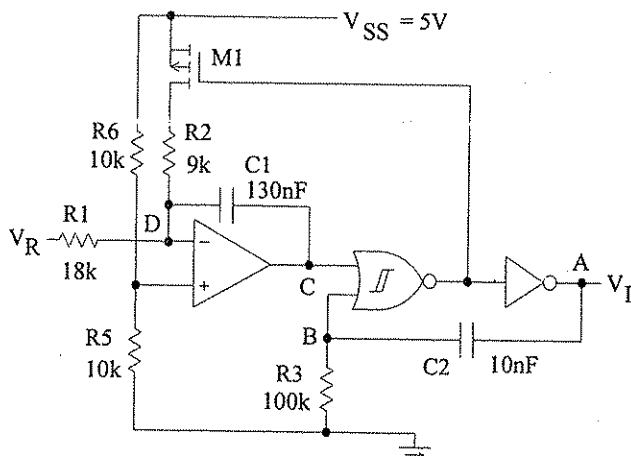 V_SS = 5V
M1
R6
10k
R2
9k
C1
130nF
D
R1
V_R
18k
−
+
C
A
V_I
B
R5
10k
R3
100k
C2
10nF